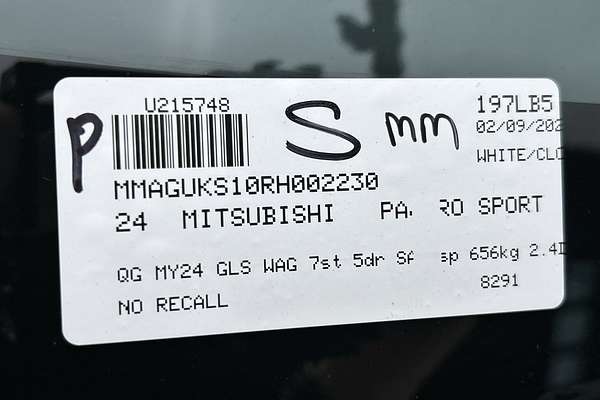 U215748
197LB5
P S MM
02/09/202
WHITE/CLO
MMAGUKS10RH002230
24 MITSUBISHI PA RO SPORT
QG MY24 GLS WAG 7st 5dr SA sp 656kg 2.4D
8291
NO RECALL